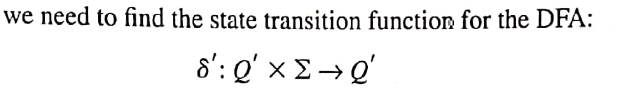 we need to find the state transition function for the DFA:
δ′: Q′ × Σ → Q′